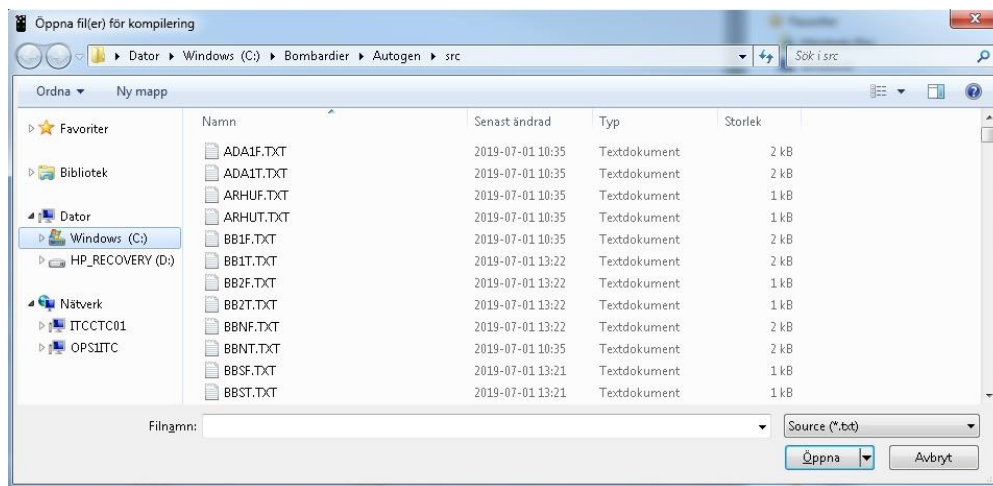 Öppna fil(er) för kompilering
Dator Windows (C:) Bombardier Autogen src Sök i src
Ordna Ny mapp
Favoriter
Bibliotek
Dator
Windows (C:)
HP_RECOVERY (D:)
Nätverk
ITCCTC01
OPS1ITC
Namn Senast ändrad Typ Storlek
ADA1F.TXT 2019-07-01 10:35 Textdokument 2 kB
ADA1T.TXT 2019-07-01 10:35 Textdokument 2 kB
ARHUF.TXT 2019-07-01 10:35 Textdokument 1 kB
ARHUT.TXT 2019-07-01 10:35 Textdokument 1 kB
BB1F.TXT 2019-07-01 10:35 Textdokument 2 kB
BB1T.TXT 2019-07-01 13:22 Textdokument 2 kB
BB2F.TXT 2019-07-01 13:22 Textdokument 1 kB
BB2T.TXT 2019-07-01 13:22 Textdokument 1 kB
BBNF.TXT 2019-07-01 13:22 Textdokument 2 kB
BBNT.TXT 2019-07-01 10:35 Textdokument 2 kB
BBSF.TXT 2019-07-01 13:21 Textdokument 1 kB
BBST.TXT 2019-07-01 13:21 Textdokument 1 kB
Filnamn: Source (*.txt)
Öppna Avbryt